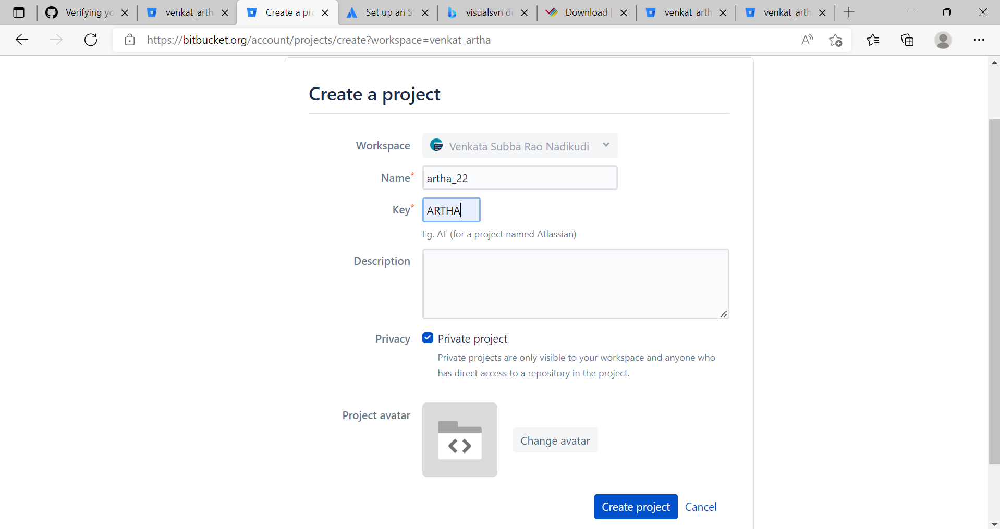 Verifying yo
venkat_arth
Create a pro
Set up an S
visualsvn do
Download |
venkat_arth
venkat_arth
https://bitbucket.org/account/projects/create?workspace=venkat_artha
Create a project
Workspace
Venkata Subba Rao Nadikudi
Name*
artha_22
Key*
ARTHA
Eg. AT (for a project named Atlassian)
Description
Privacy
Private project
Private projects are only visible to your workspace and anyone who
has direct access to a repository in the project.
Project avatar
Change avatar
Create project
Cancel